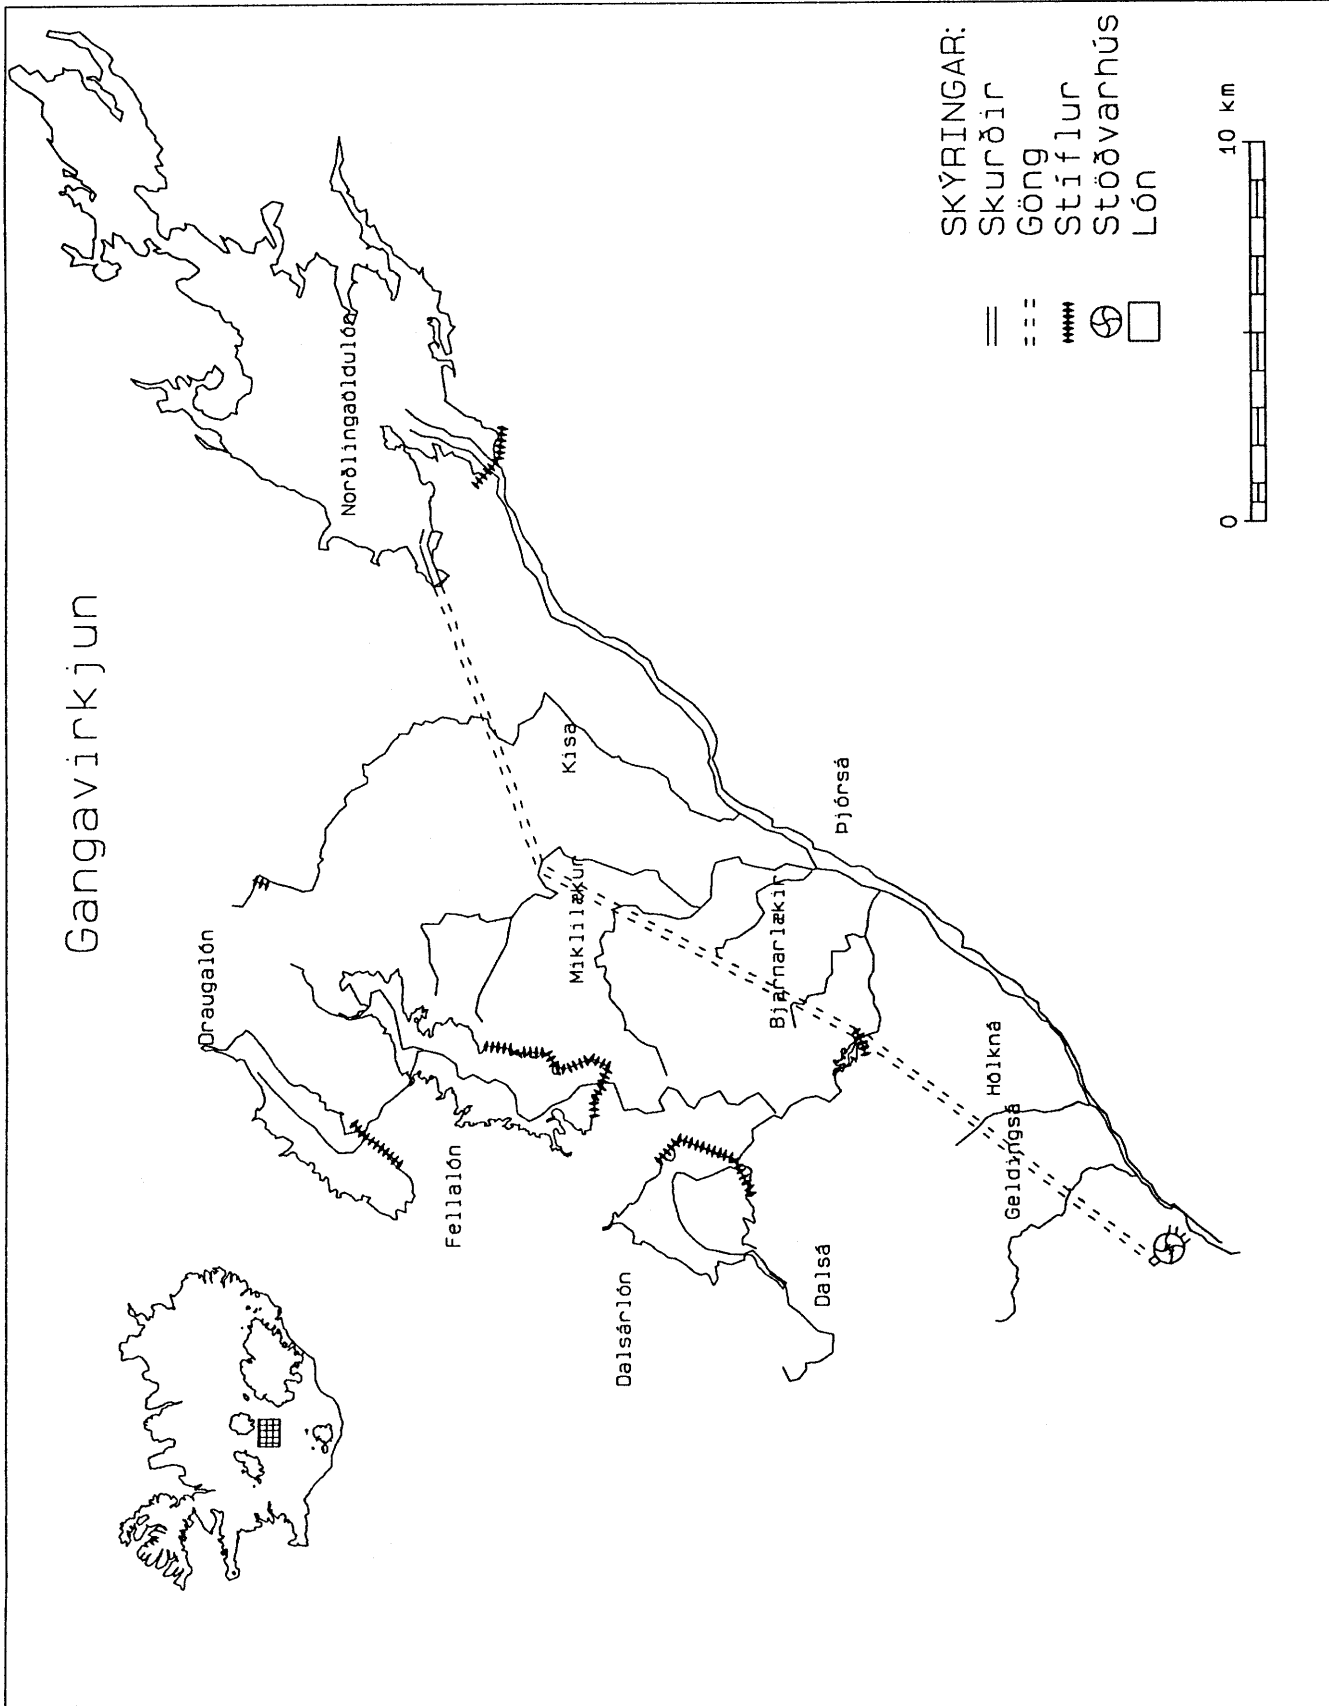 Gangavirkjun
Draugalón
Norðlingaöldulón
Fellalón
Kisa
Miklilækur
Dalsárlón
Bjarnarlækir
Þjórsá
Dalsá
Hölkná
Geldingsá
SKÝRINGAR:
Skurðir
Göng
Stíflur
Stöðvarhús
Lón
0
10 km